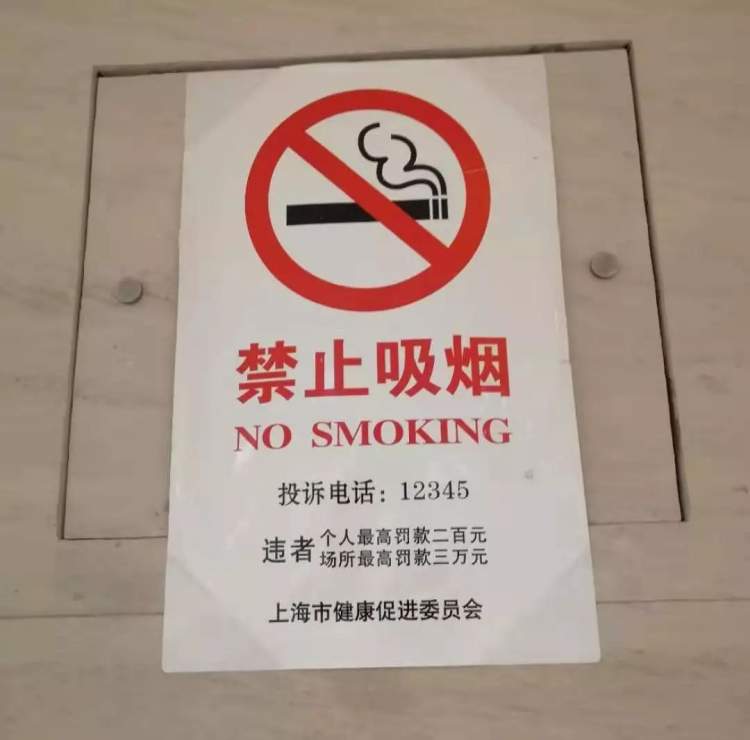 禁止吸烟
NO SMOKING
投诉电话：12345
违者 个人最高罚款二百元
场所最高罚款三万元
上海市健康促进委员会